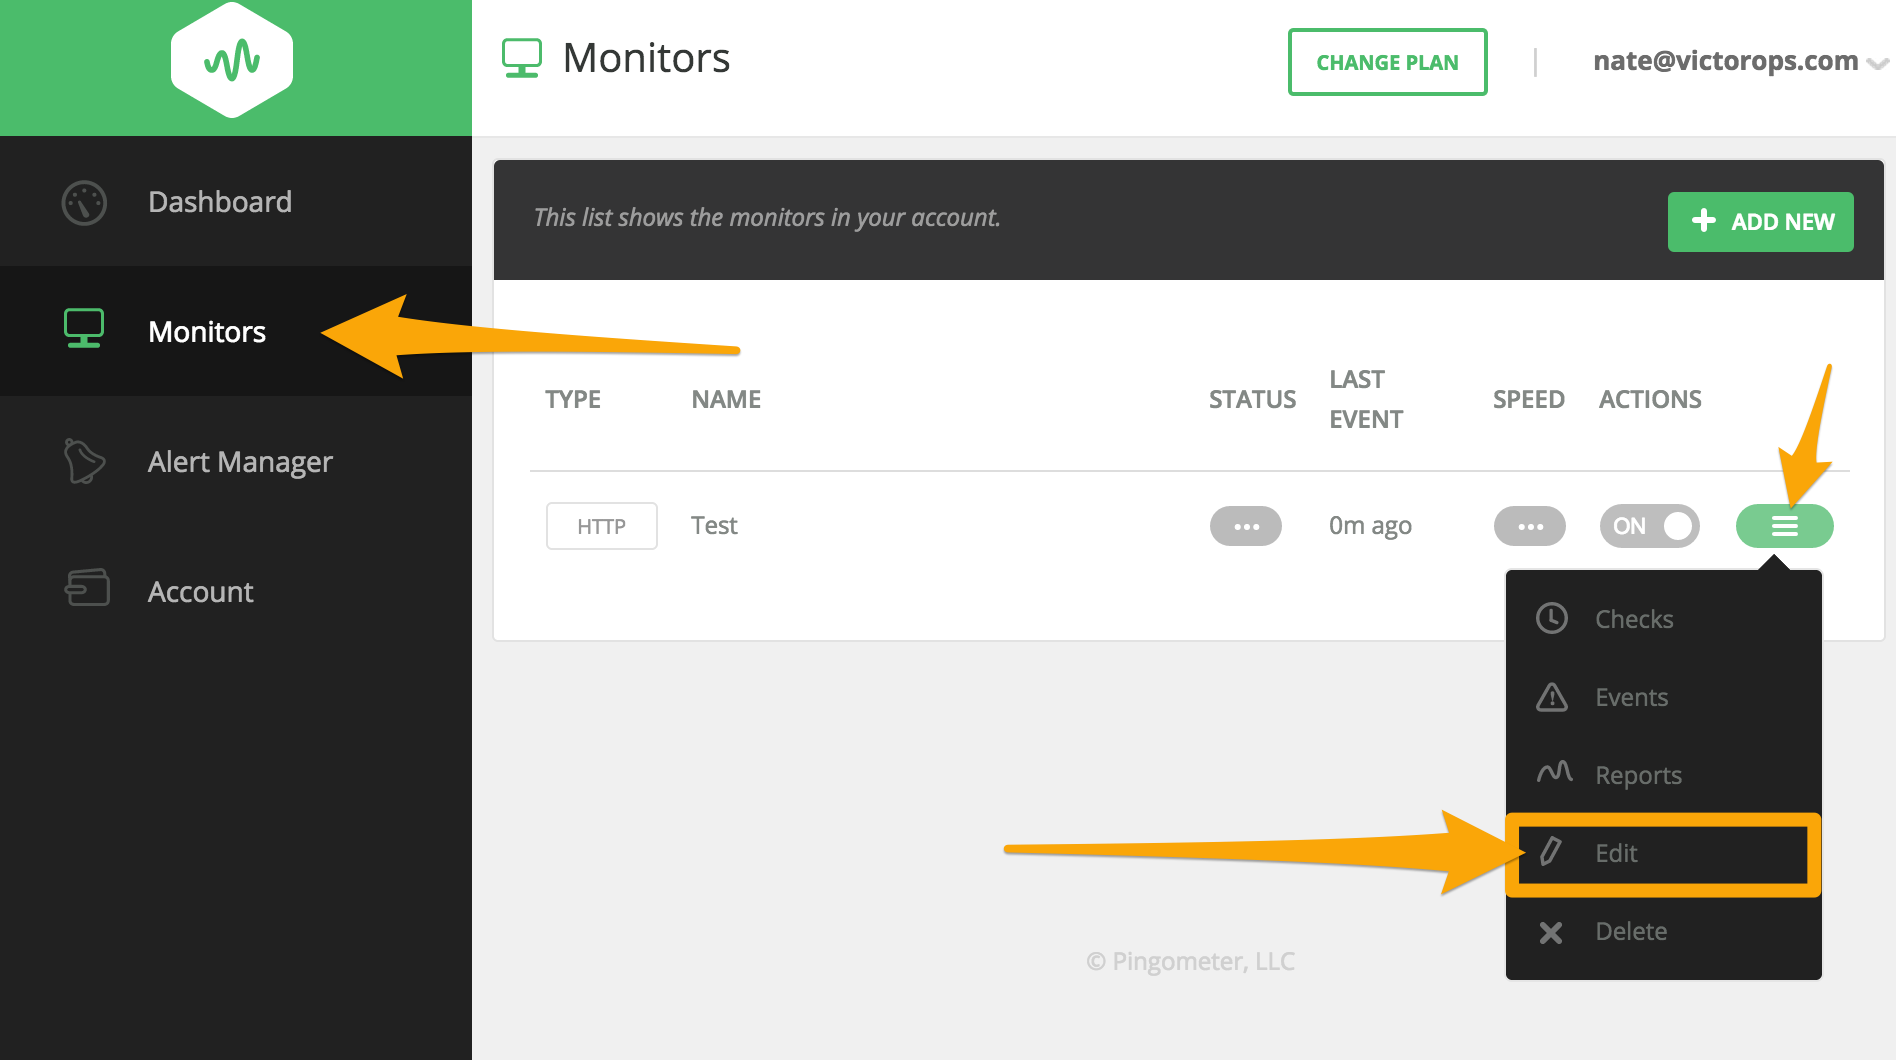 Monitors
CHANGE PLAN
nate@victorops.com
Dashboard
Monitors
Alert Manager
Account
This list shows the monitors in your account.
ADD NEW
TYPE NAME STATUS LAST EVENT SPEED ACTIONS
HTTP Test 0m ago ON
Checks
Events
Reports
Edit
Delete
© Pingometer, LLC